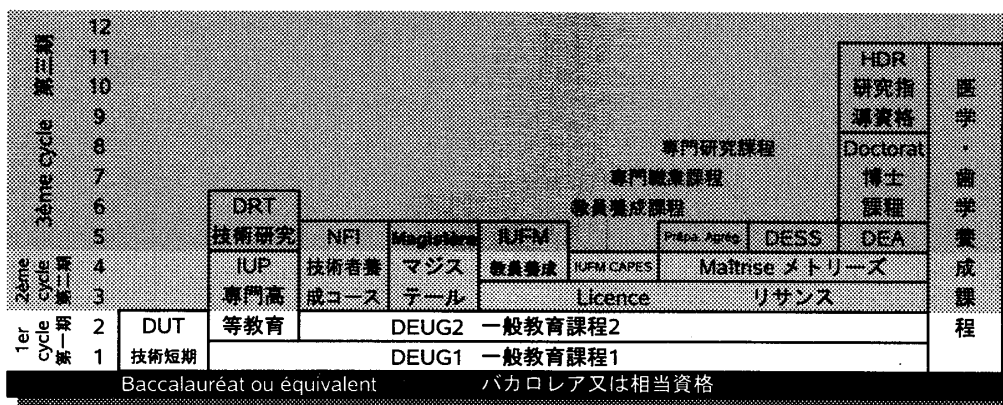 12
11 HDR
10 研究指 医
9 導資格 学
8 専門研究課程 Doctorat ・
7 専門職業課程 博士 歯
6 DRT 教員養成課程 課程 学
5 技術研究 NFI Magistère IUFM Prépa. Agrég DESS DEA 養
4 IUP 技術者養 マジス 教員養成 IUFM CAPES Maîtrise メトリーズ 成
3 専門高 成コース テール Licence リサンス 課
2 DUT 等教育 DEUG2 一般教育課程2 程
1 技術短期 DEUG1 一般教育課程1
Baccalauréat ou équivalent バカロレア又は相当資格
3ème cycle 第三期
2ème cycle 第二期
1er cycle 第一期